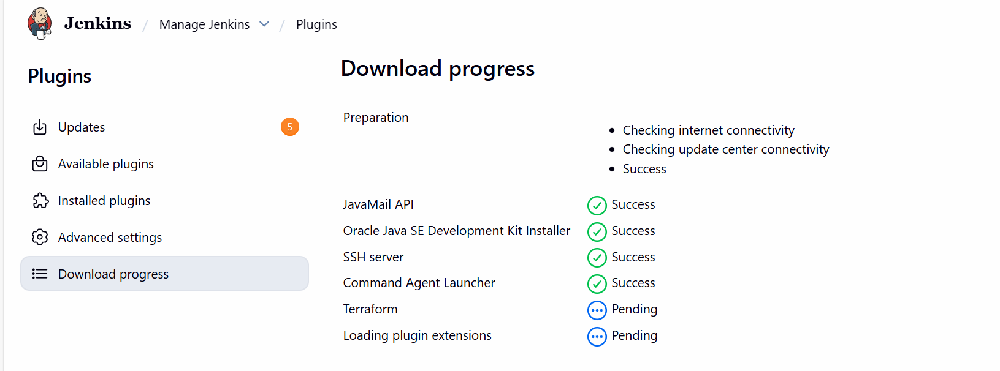 Jenkins / Manage Jenkins / Plugins
Plugins
Updates 5
Available plugins
Installed plugins
Advanced settings
Download progress
Download progress
Preparation
• Checking internet connectivity
• Checking update center connectivity
• Success
JavaMail API Success
Oracle Java SE Development Kit Installer Success
SSH server Success
Command Agent Launcher Success
Terraform Pending
Loading plugin extensions Pending